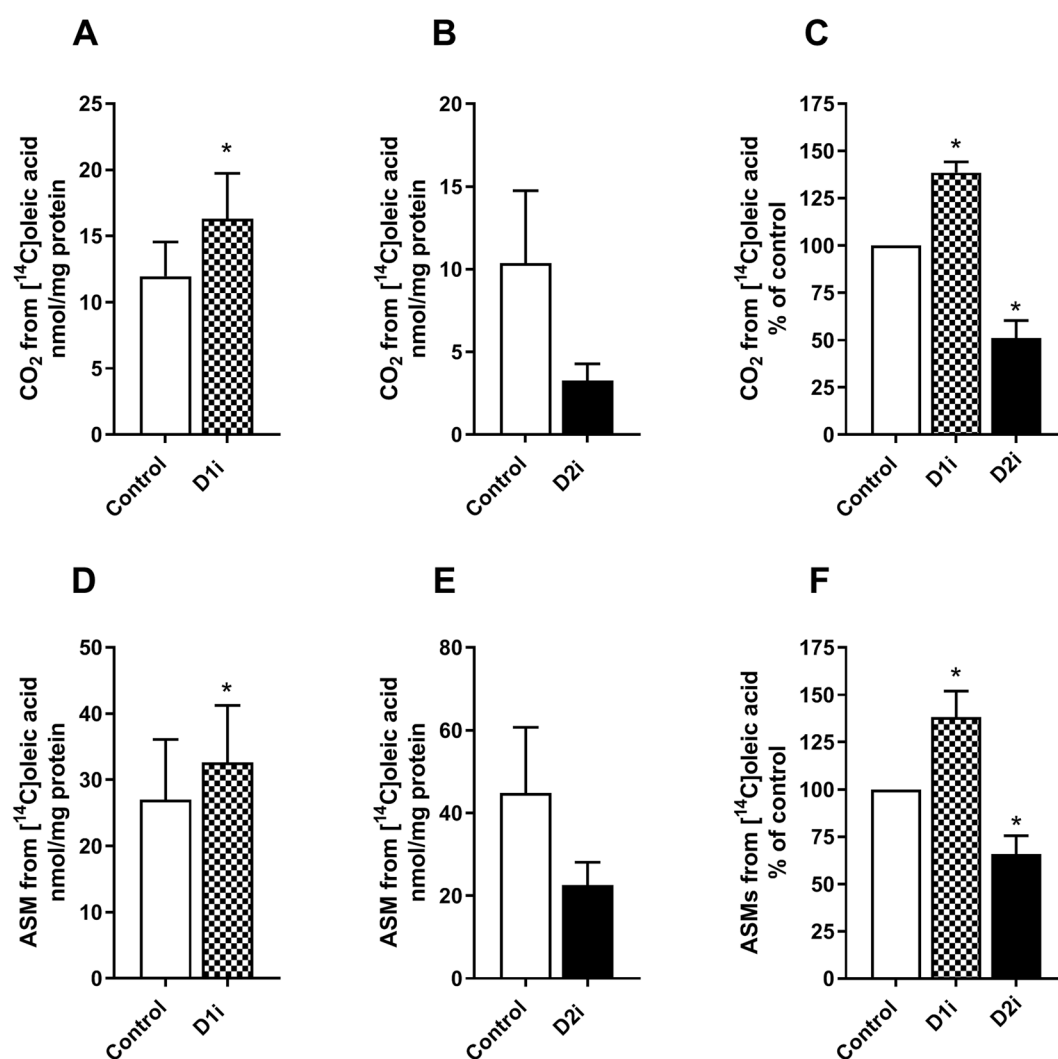 A
CO₂ from [¹⁴C]oleic acid
nmol/mg protein
25
20
15
10
5
0
*
Control
D1i
B
CO₂ from [¹⁴C]oleic acid
nmol/mg protein
20
15
10
5
0
Control
D2i
C
CO₂ from [¹⁴C]oleic acid
% of control
175
150
125
100
75
50
25
0
*
*
Control
D1i
D2i
D
ASM from [¹⁴C]oleic acid
nmol/mg protein
50
40
30
20
10
0
*
Control
D1i
E
ASM from [¹⁴C]oleic acid
nmol/mg protein
80
60
40
20
0
Control
D2i
F
ASMs from [¹⁴C]oleic acid
% of control
175
150
125
100
75
50
25
0
*
*
Control
D1i
D2i